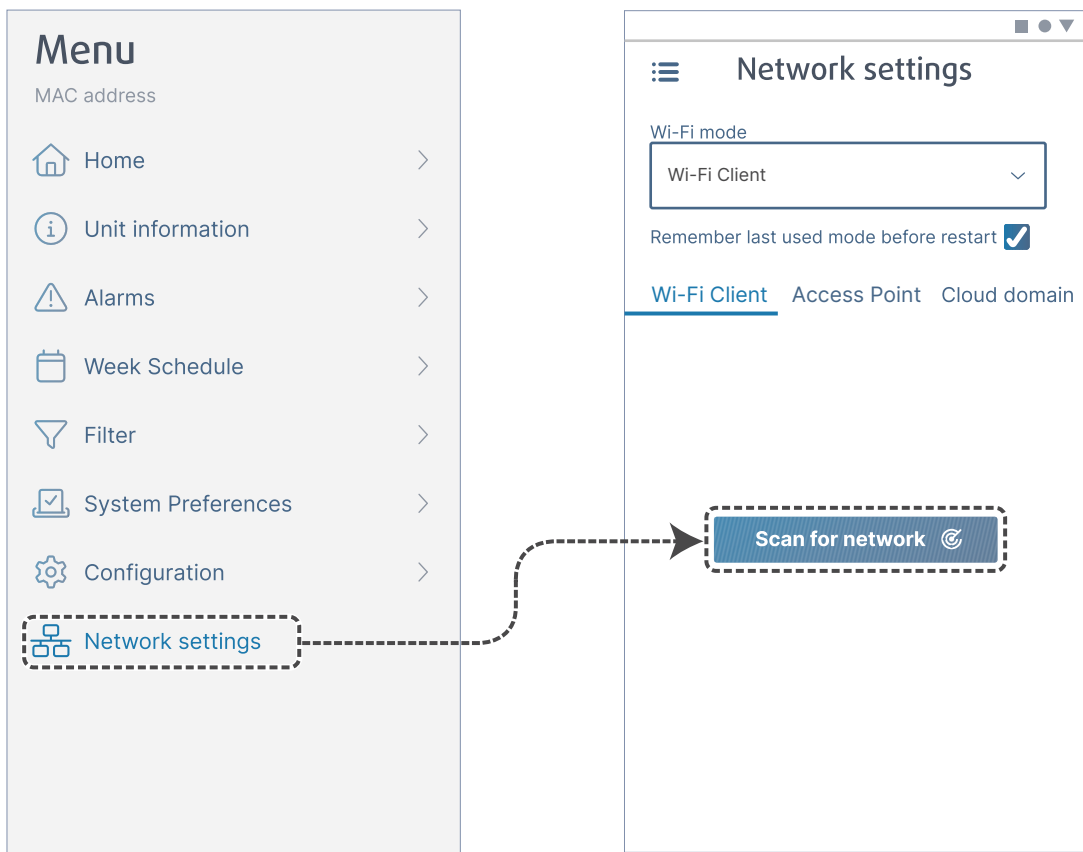 Menu
MAC address
Home
Unit information
Alarms
Week Schedule
Filter
System Preferences
Configuration
Network settings
Network settings
Wi-Fi mode
Wi-Fi Client
Remember last used mode before restart
Wi-Fi Client Access Point Cloud domain
Scan for network